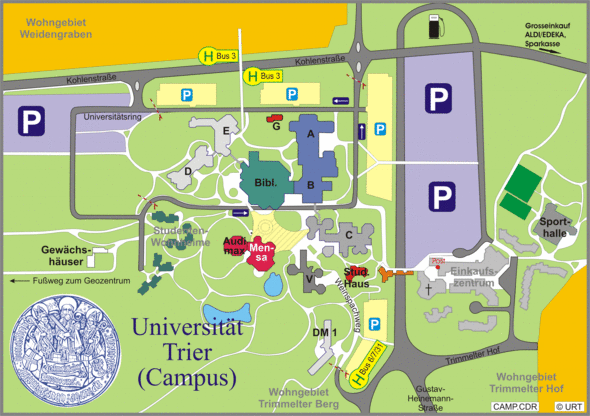 Wohngebiet
Weidengraben
Grosseinkauf
ALDI/EDEKA,
Sparkasse
H Bus 3
Kohlenstraße
H Bus 3
Kohlenstraße
P
P
P
P
P
Universitätsring
G
E
A
D
Bibl.
B
P
Studenten-
Wohnheime
Audi
max
Men-
sa
C
Sport-
halle
Gewächs-
häuser
Fußweg zum Geozentrum
V
Stud.
Haus
Post
Einkaufs-
zentrum
Weinspachweg
Universität
Trier
(Campus)
DM 1
P
H Bus 6/7/31
Trimmelter Hof
Wohngebiet
Trimmelter Berg
Gustav-
Heinemann-
Straße
Wohngebiet
Trimmelter Hof
CAMP.CDR
© URT